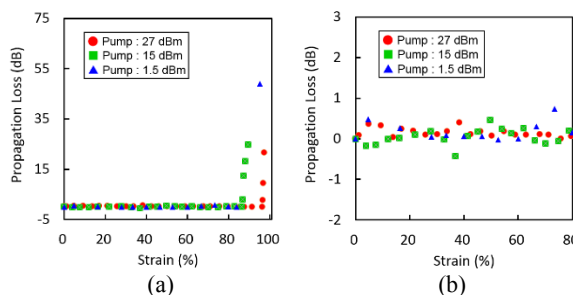 (a)
Propagation Loss (dB)
75
55
35
15
-5
Pump : 27 dBm
Pump : 15 dBm
Pump : 1.5 dBm
0 20 40 60 80 100
Strain (%)
(a)
(b)
Propagation Loss (dB)
3
2
1
0
-1
-2
Pump : 27 dBm
Pump : 15 dBm
Pump : 1.5 dBm
0 20 40 60 80
Strain (%)
(b)